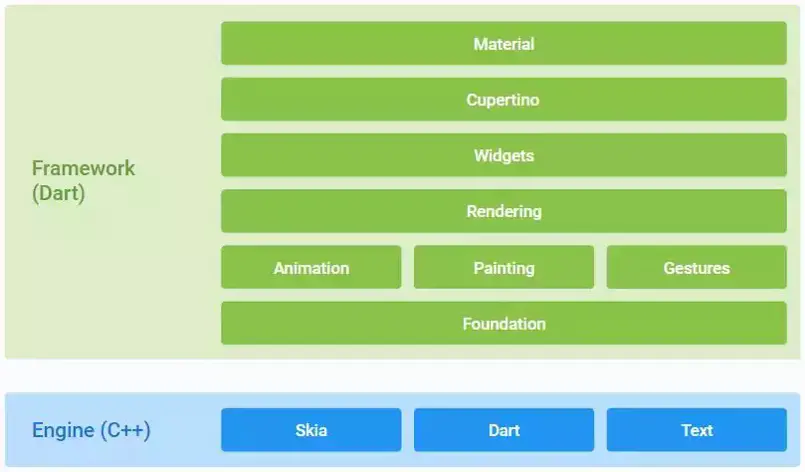 Material
Cupertino
Widgets
Framework
(Dart)
Rendering
Animation
Painting
Gestures
Foundation
Engine (C++)
Skia
Dart
Text